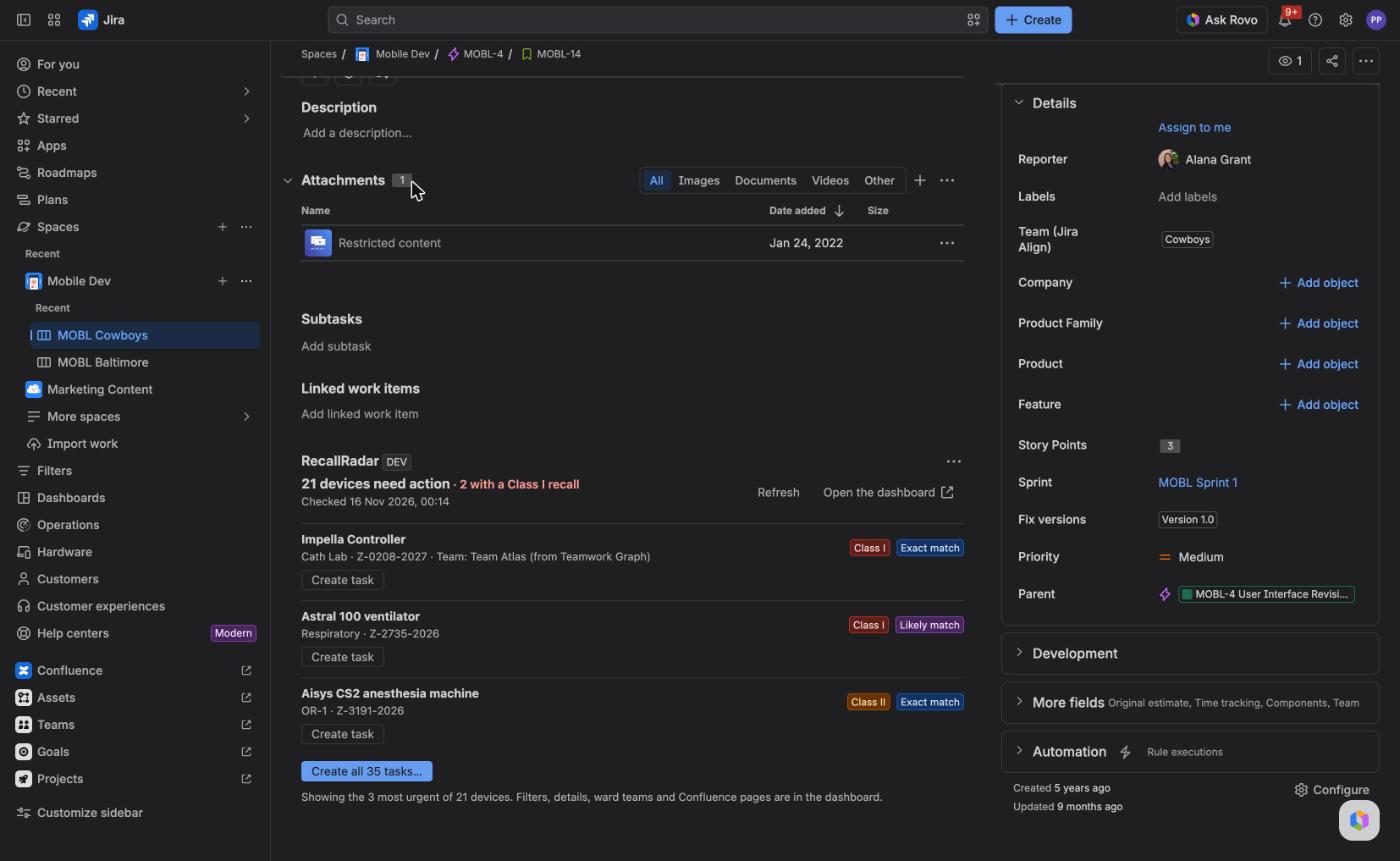 Jira
Search
Create
Ask Rovo
9+
PP
For you
Recent
Starred
Apps
Roadmaps
Plans
Spaces
Recent
Mobile Dev
Recent
MOBL Cowboys
MOBL Baltimore
Marketing Content
More spaces
Import work
Filters
Dashboards
Operations
Hardware
Customers
Customer experiences
Help centers
Modern
Confluence
Assets
Teams
Goals
Projects
Customize sidebar
Spaces / Mobile Dev / MOBL-4 / MOBL-14
1
Description
Add a description...
Attachments 1
All Images Documents Videos Other
Name Date added Size
Restricted content Jan 24, 2022
Subtasks
Add subtask
Linked work items
Add linked work item
RecallRadar DEV
21 devices need action · 2 with a Class I recall
Checked 16 Nov 2026, 00:14
Refresh Open the dashboard
Impella Controller
Cath Lab · Z-0208-2027 · Team: Team Atlas (from Teamwork Graph)
Class I Exact match
Create task
Astral 100 ventilator
Respiratory · Z-2735-2026
Class I Likely match
Create task
Aisys CS2 anesthesia machine
OR-1 · Z-3191-2026
Class II Exact match
Create task
Create all 35 tasks...
Showing the 3 most urgent of 21 devices. Filters, details, ward teams and Confluence pages are in the dashboard.
Details
Assign to me
Reporter Alana Grant
Labels Add labels
Team (Jira
Align)
Cowboys
Company Add object
Product Family Add object
Product Add object
Feature Add object
Story Points 3
Sprint MOBL Sprint 1
Fix versions Version 1.0
Priority Medium
Parent MOBL-4 User Interface Revisi...
Development
More fields Original estimate, Time tracking, Components, Team
Automation Rule executions
Created 5 years ago
Updated 9 months ago
Configure